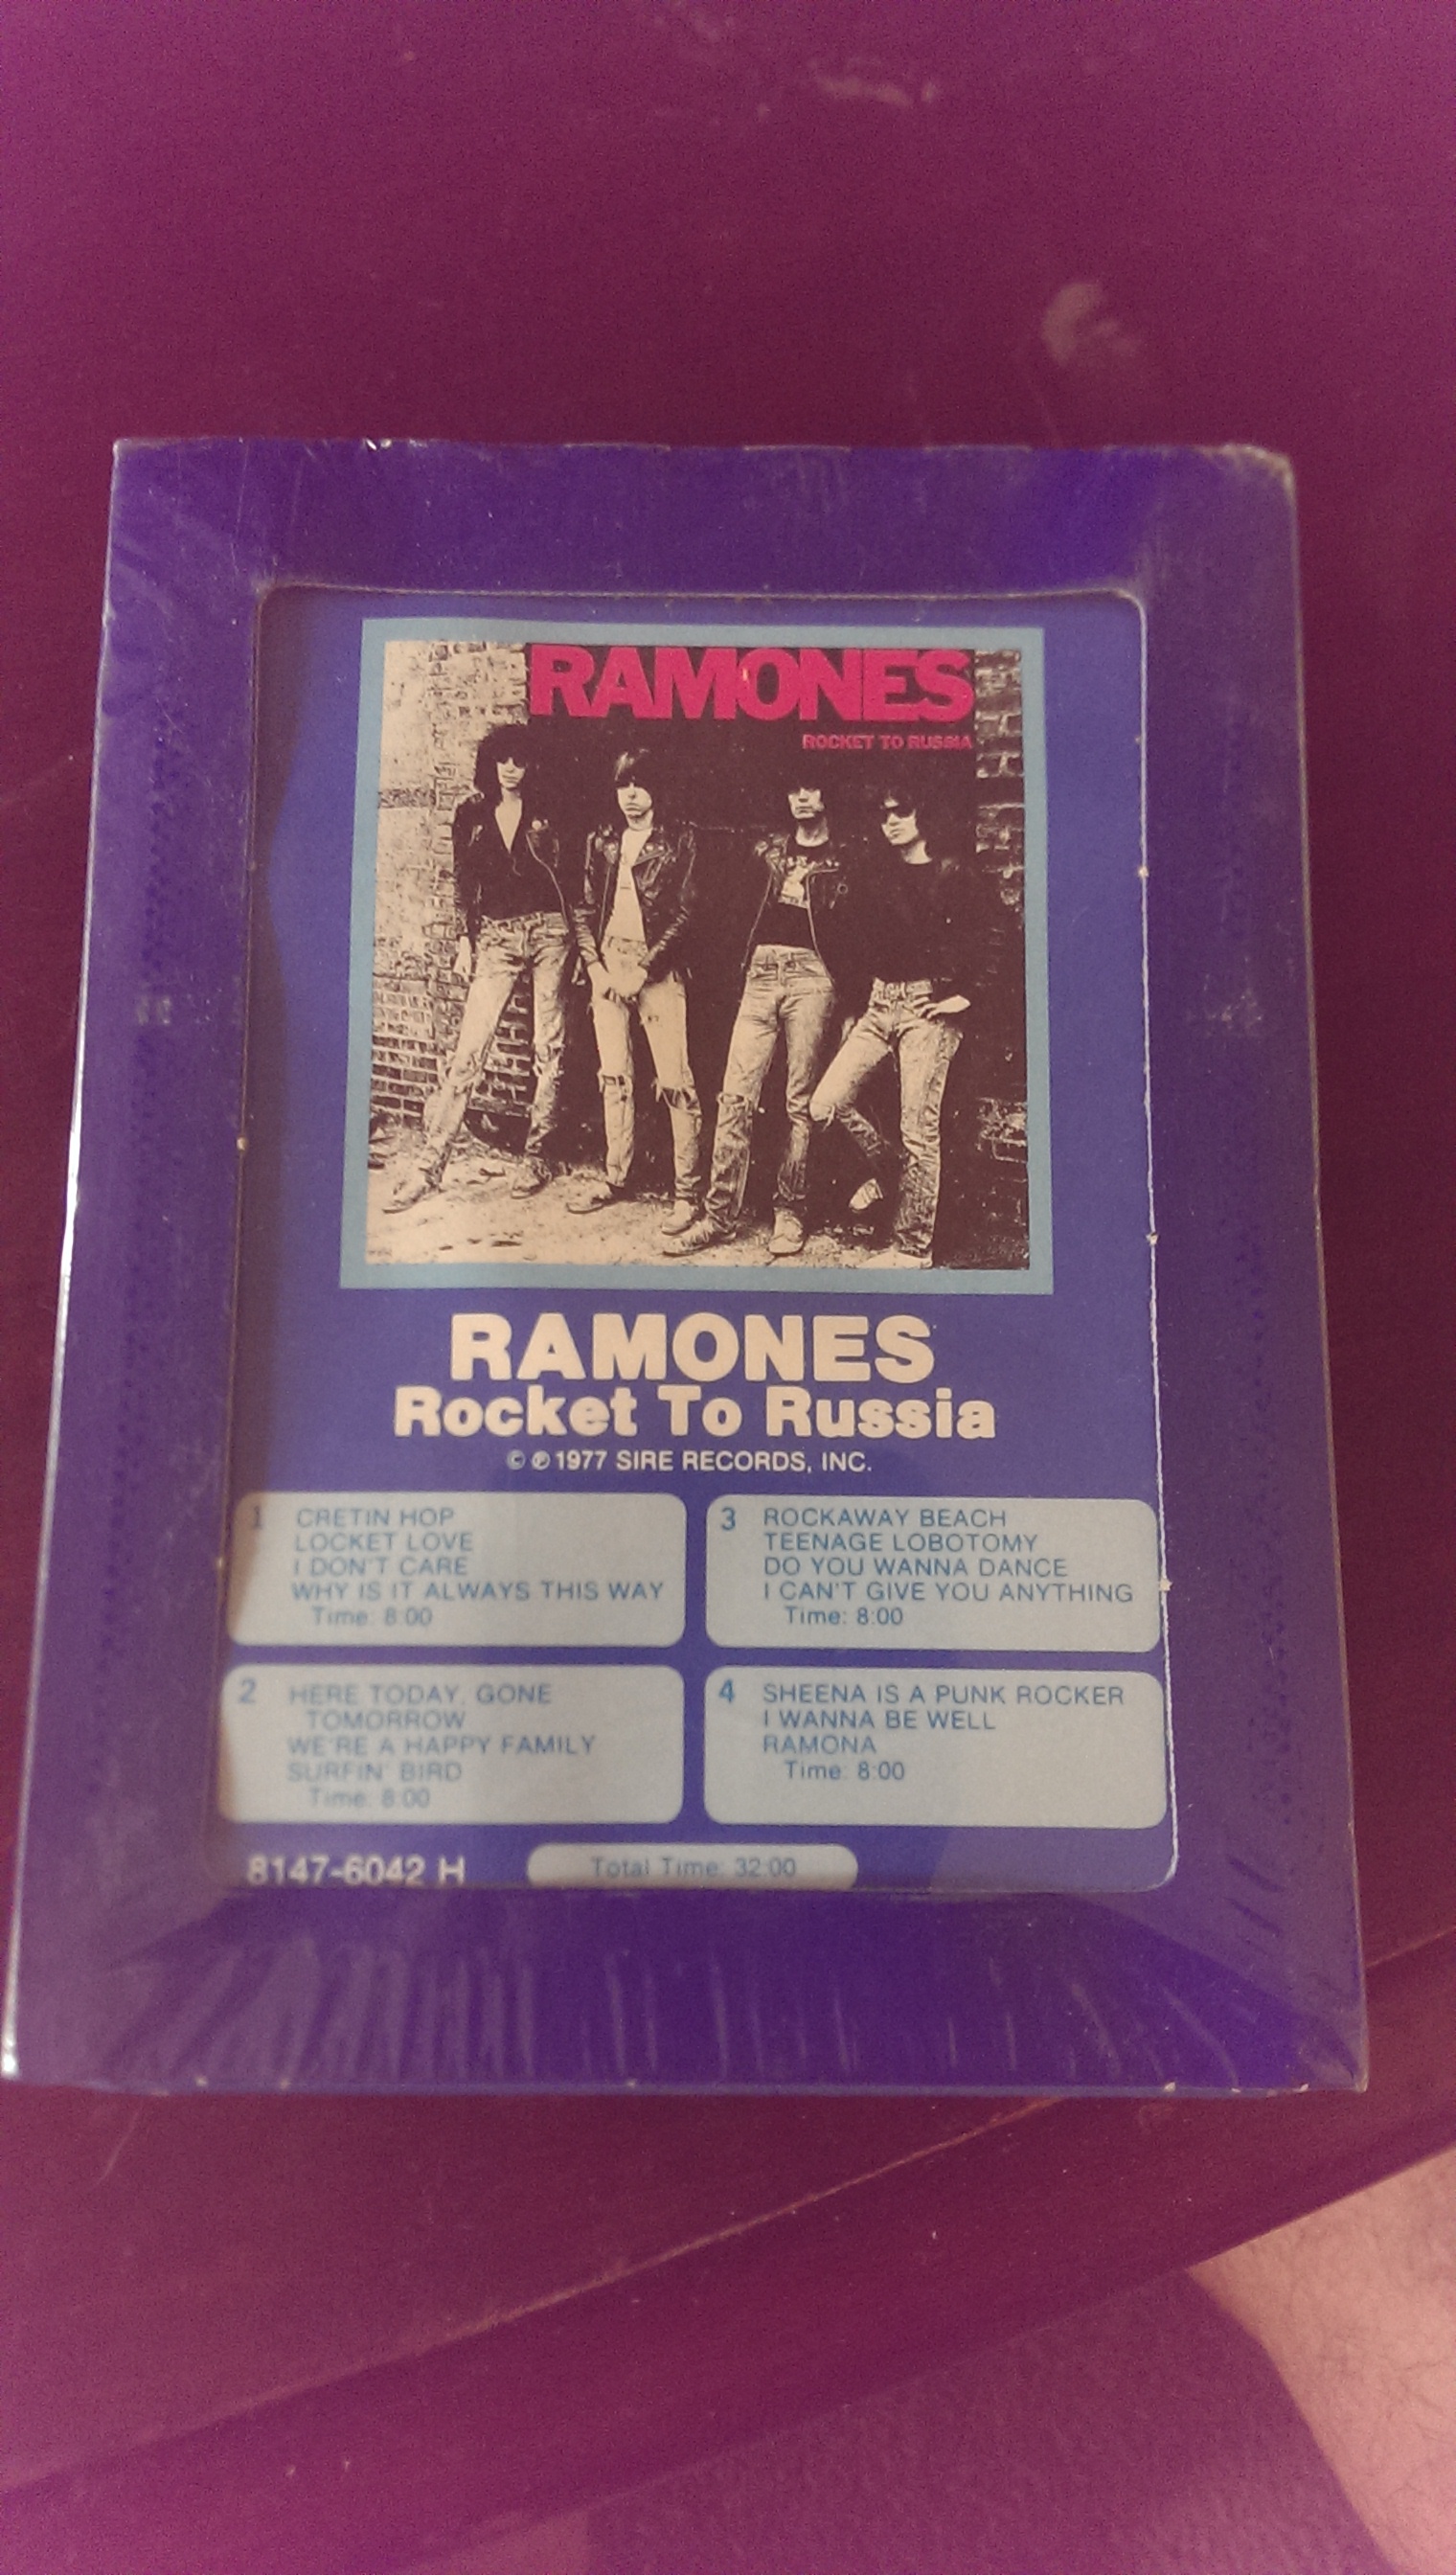 RAMONES
ROCKET TO RUSSIA
RAMONES
Rocket To Russia
© ℗ 1977 SIRE RECORDS, INC.
1 CRETIN HOP
LOCKET LOVE
I DON'T CARE
WHY IS IT ALWAYS THIS WAY
Time: 8:00
2 HERE TODAY, GONE
TOMORROW
WE'RE A HAPPY FAMILY
SURFIN' BIRD
Time: 8:00
3 ROCKAWAY BEACH
TEENAGE LOBOTOMY
DO YOU WANNA DANCE
I CAN'T GIVE YOU ANYTHING
Time: 8:00
4 SHEENA IS A PUNK ROCKER
I WANNA BE WELL
RAMONA
Time: 8:00
8147-6042 H
Total Time: 32:00